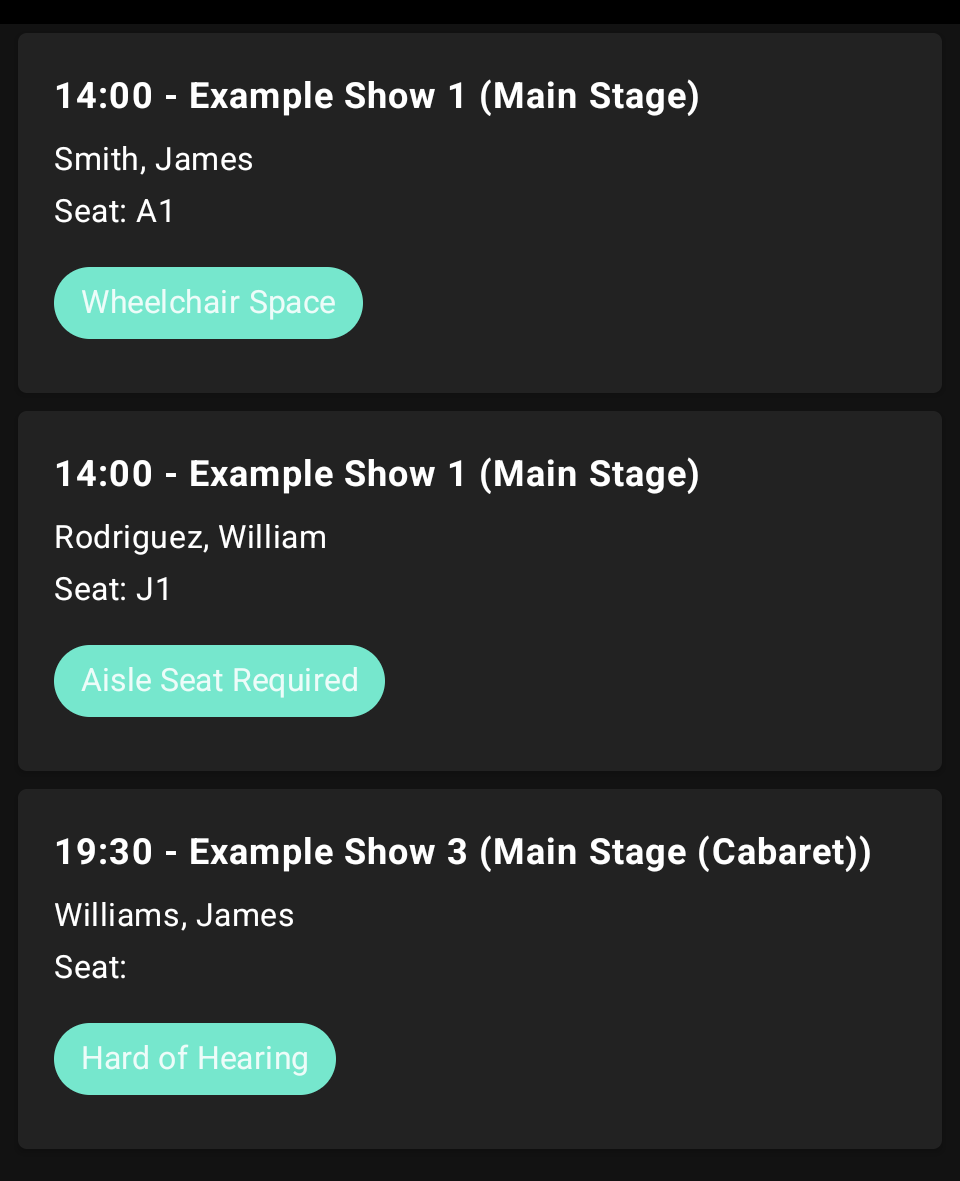 14:00 - Example Show 1 (Main Stage)
Smith, James
Seat: A1
Wheelchair Space
14:00 - Example Show 1 (Main Stage)
Rodriguez, William
Seat: J1
Aisle Seat Required
19:30 - Example Show 3 (Main Stage (Cabaret))
Williams, James
Seat:
Hard of Hearing